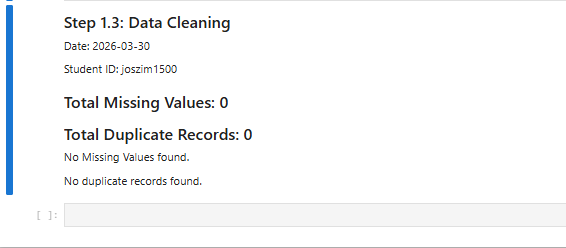 Step 1.3: Data Cleaning
Date: 2026-03-30
Student ID: joszim1500
Total Missing Values: 0
Total Duplicate Records: 0
No Missing Values found.
No duplicate records found.
[ ]: